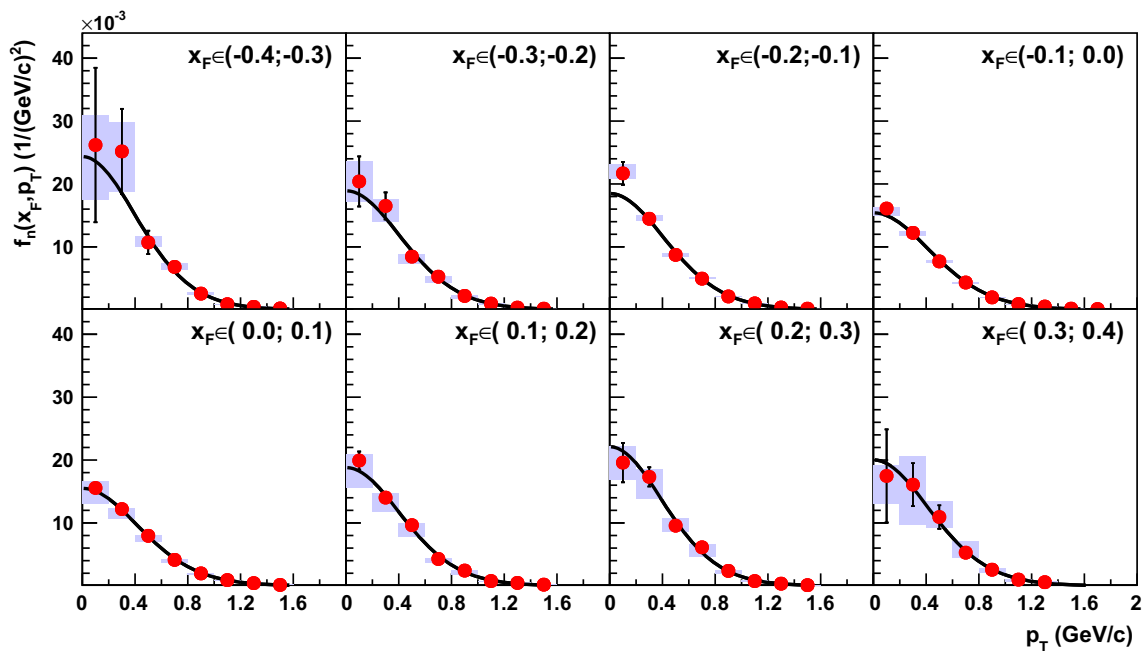 ×10⁻³
f_n(x_F,p_T) (1/(GeV/c)²)
40
30
20
10
x_F∈(-0.4;-0.3)
x_F∈(-0.3;-0.2)
x_F∈(-0.2;-0.1)
x_F∈(-0.1; 0.0)
40
30
20
10
x_F∈( 0.0; 0.1)
x_F∈( 0.1; 0.2)
x_F∈( 0.2; 0.3)
x_F∈( 0.3; 0.4)
0 0.4 0.8 1.2 1.6 0 0.4 0.8 1.2 1.6 0 0.4 0.8 1.2 1.6 0 0.4 0.8 1.2 1.6 2
p_T (GeV/c)